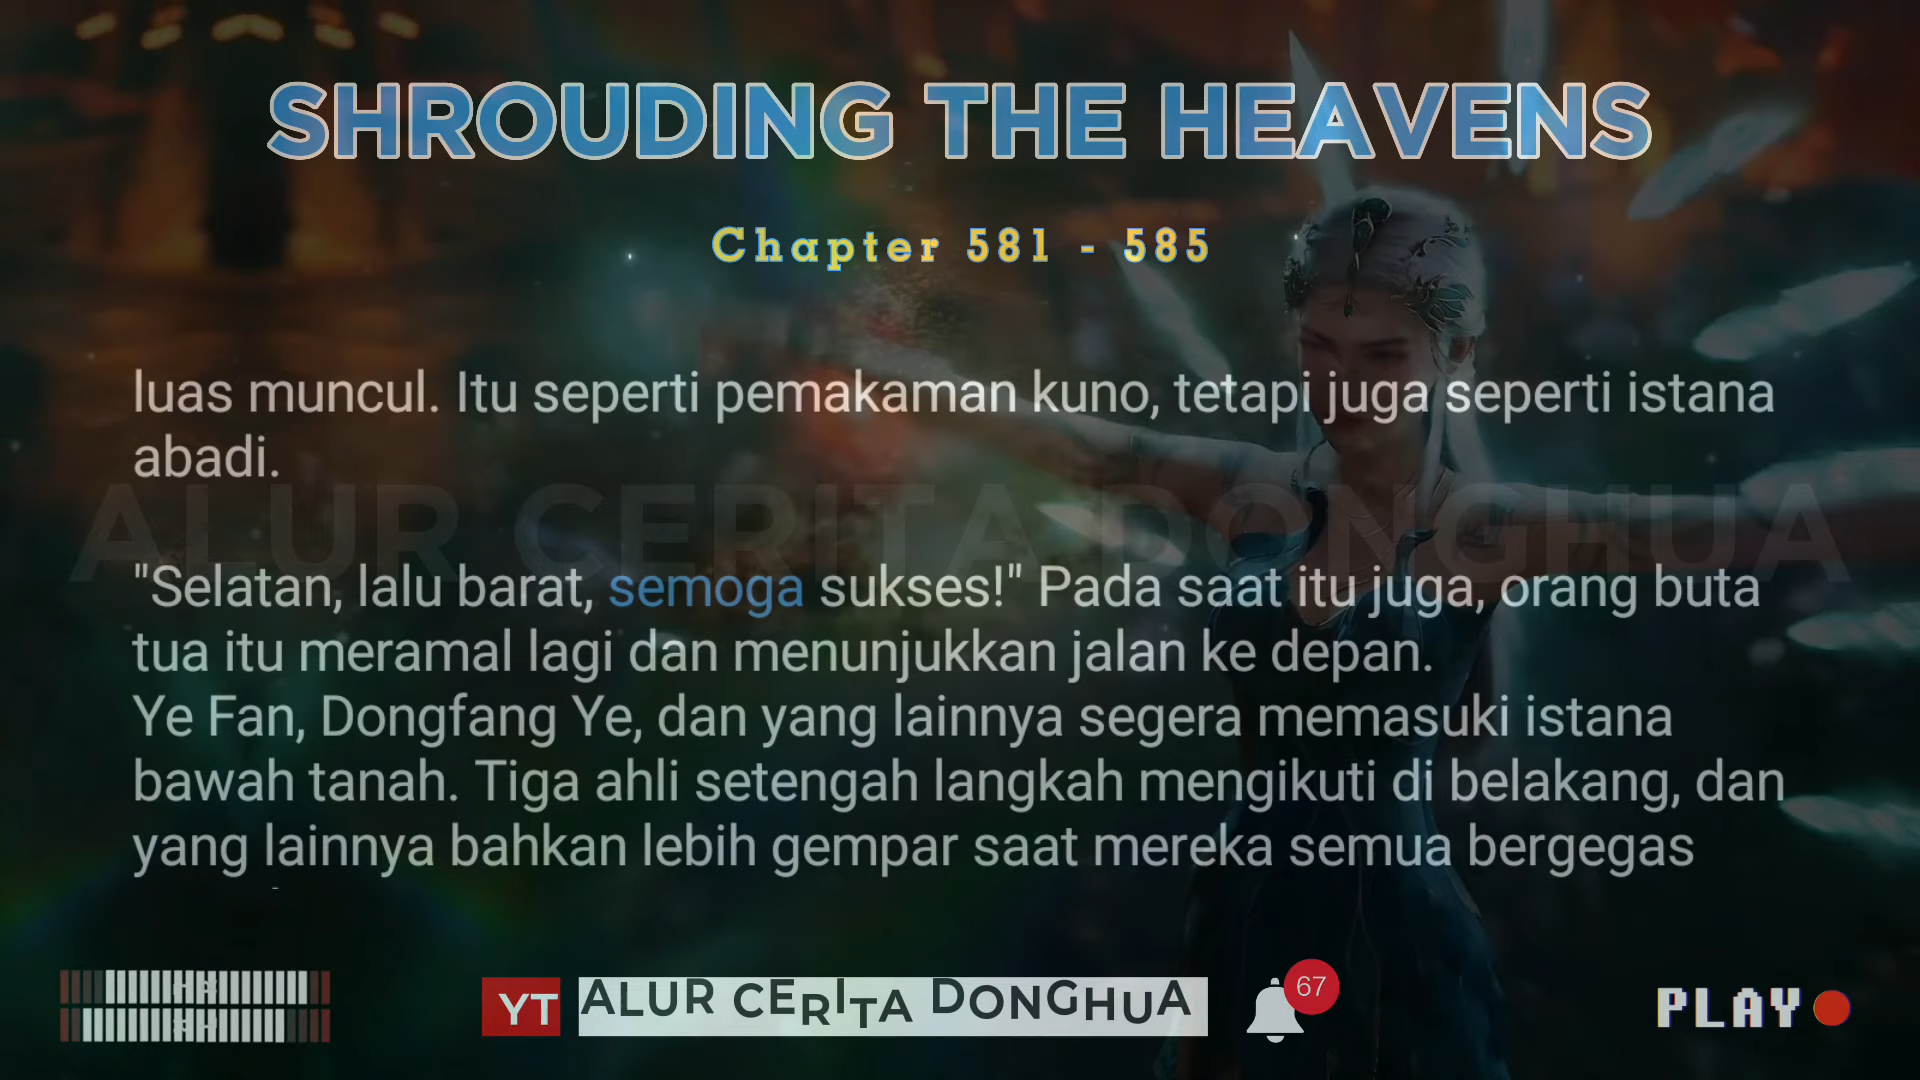 SHROUDING THE HEAVENS
Chapter 581 - 585
luas muncul. Itu seperti pemakaman kuno, tetapi juga seperti istana
abadi.
ALUR CERITA DONGHUA
"Selatan, lalu barat, semoga sukses!" Pada saat itu juga, orang buta
tua itu meramal lagi dan menunjukkan jalan ke depan.
Ye Fan, Dongfang Ye, dan yang lainnya segera memasuki istana
bawah tanah. Tiga ahli setengah langkah mengikuti di belakang, dan
yang lainnya bahkan lebih gempar saat mereka semua bergegas
YT ALUR CERITA DONGHUA 67
PLAY